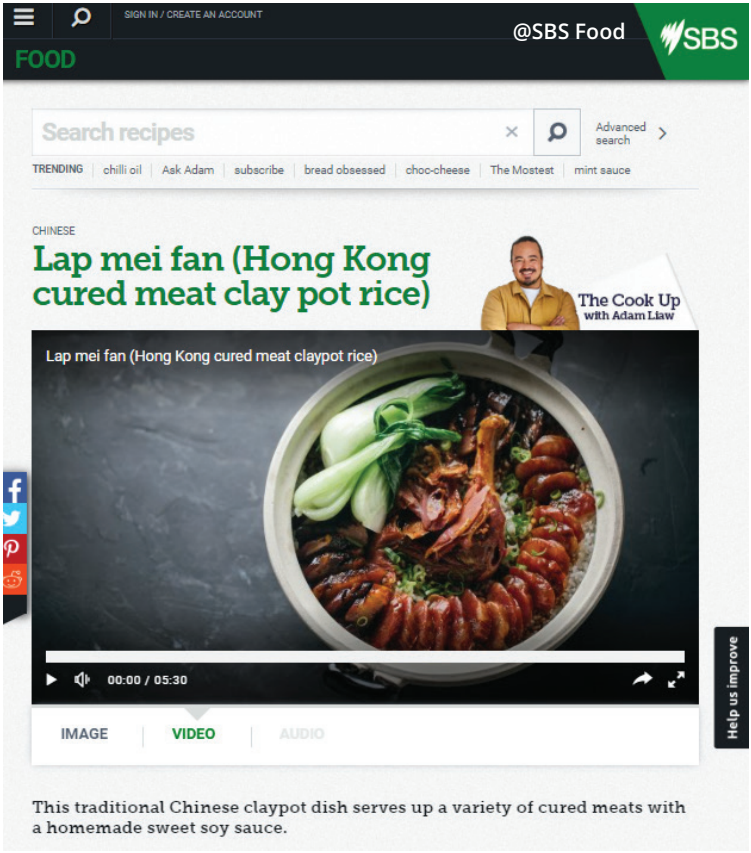 SIGN IN / CREATE AN ACCOUNT
@SBS Food
SBS
FOOD
Search recipes
Advanced
search
TRENDING chilli oil Ask Adam subscribe bread obsessed choc-cheese The Mostest mint sauce
CHINESE
Lap mei fan (Hong Kong
cured meat clay pot rice)
The Cook Up
with Adam Liaw
Lap mei fan (Hong Kong cured meat claypot rice)
00:00 / 05:30
Help us improve
IMAGE VIDEO AUDIO
This traditional Chinese claypot dish serves up a variety of cured meats with
a homemade sweet soy sauce.